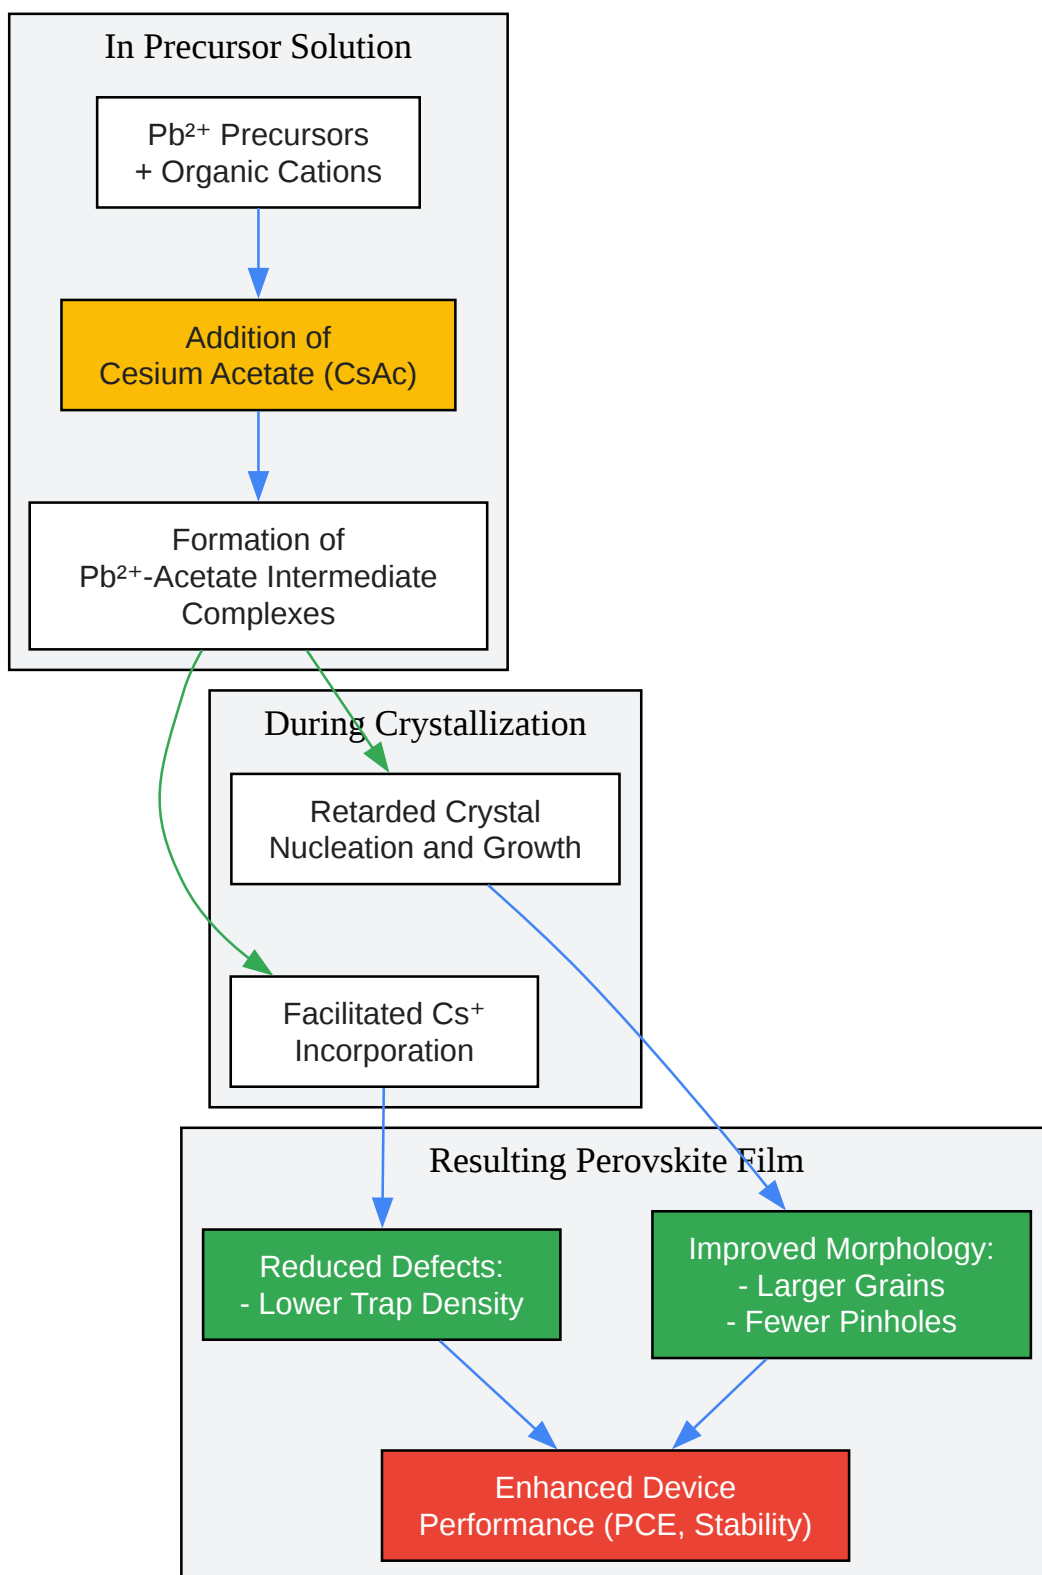 In Precursor Solution
Pb²⁺ Precursors
+ Organic Cations
Addition of
Cesium Acetate (CsAc)
Formation of
Pb²⁺-Acetate Intermediate
Complexes
During Crystallization
Retarded Crystal
Nucleation and Growth
Facilitated Cs⁺
Incorporation
Resulting Perovskite Film
Reduced Defects:
- Lower Trap Density
Improved Morphology:
- Larger Grains
- Fewer Pinholes
Enhanced Device
Performance (PCE, Stability)